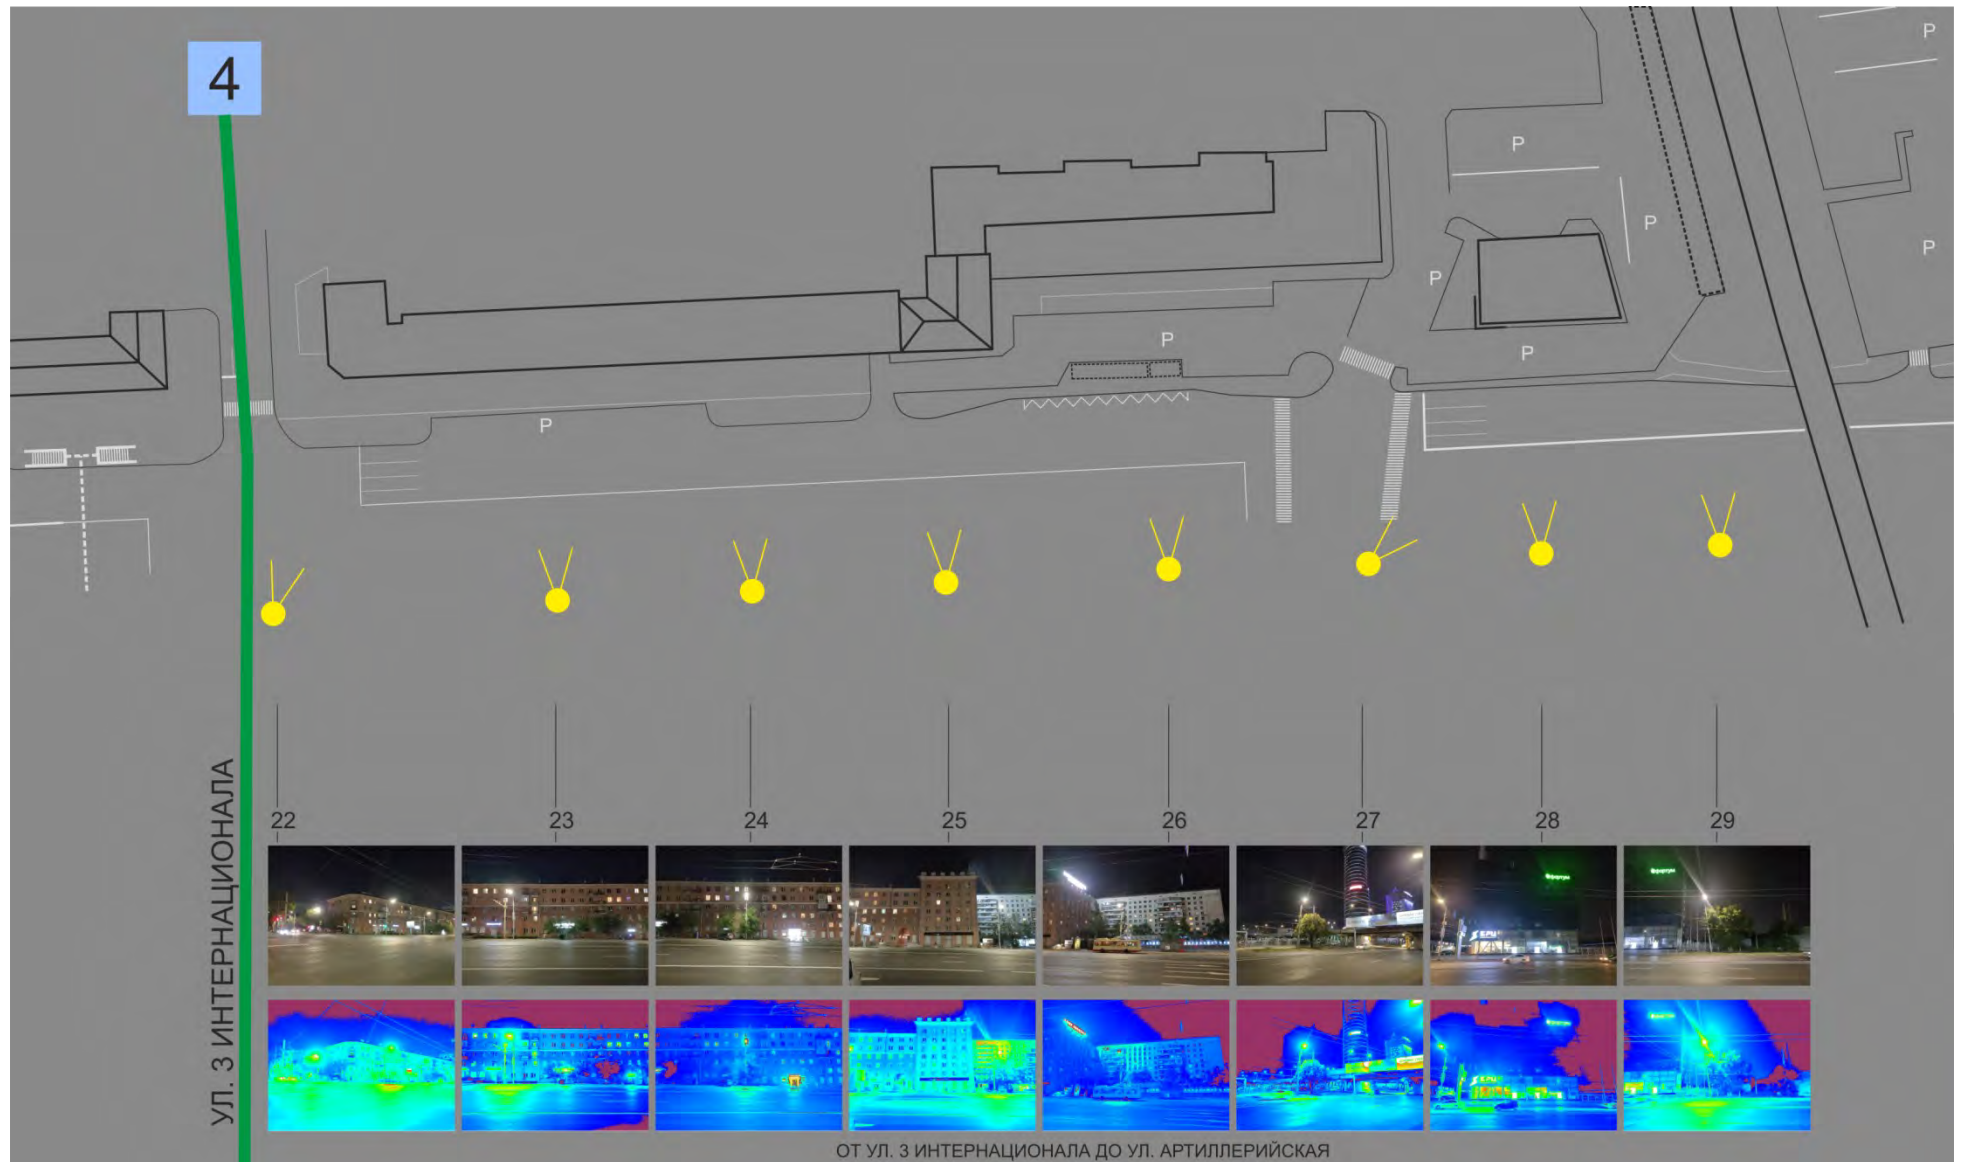 4
P
P
P
P
P
P
P
P
P
УЛ. 3 ИНТЕРНАЦИОНАЛА
22
23
24
25
26
27
28
29
ОТ УЛ. 3 ИНТЕРНАЦИОНАЛА ДО УЛ. АРТИЛЛЕРИЙСКАЯ